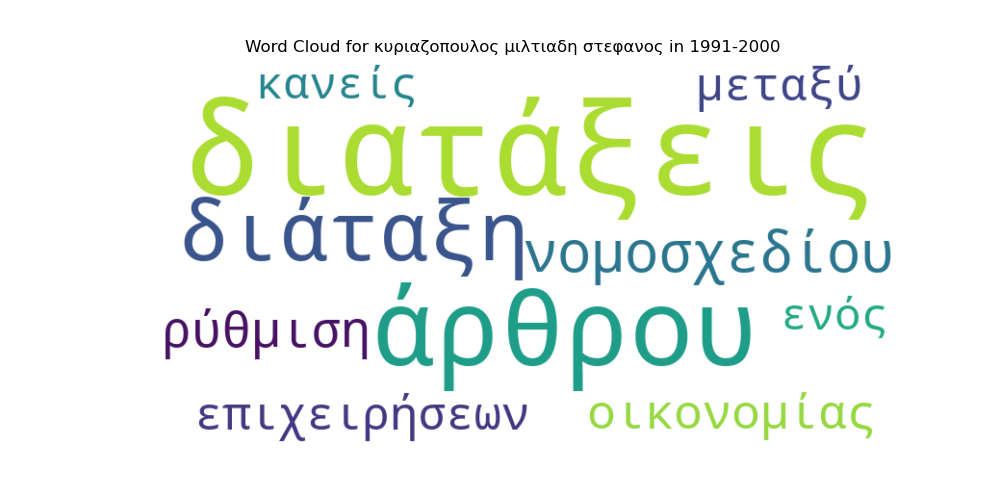 Word Cloud for κυριαζοπουλος μιλτιαδη στεφανος in 1991-2000
κανείς μεταξύ
διατάξεις
διάταξη νομοσχεδίου
ρύθμιση άρθρου ενός
επιχειρήσεων οικονομίας